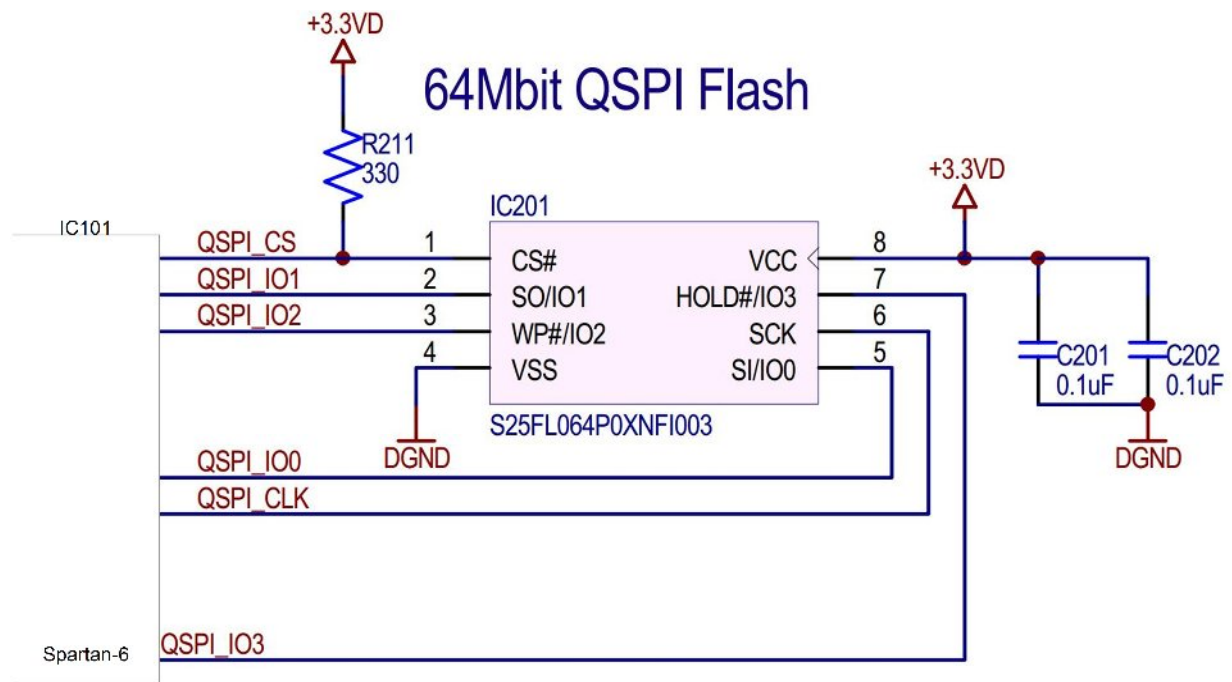 +3.3VD
64Mbit QSPI Flash
R211
330
+3.3VD
IC201
IC101
QSPI_CS
1
CS#
VCC
8
QSPI_IO1
2
SO/IO1
HOLD#/IO3
7
QSPI_IO2
3
WP#/IO2
SCK
6
4
VSS
SI/IO0
5
C201
0.1uF
C202
0.1uF
S25FL064P0XNFI003
DGND
DGND
QSPI_IO0
QSPI_CLK
Spartan-6
QSPI_IO3